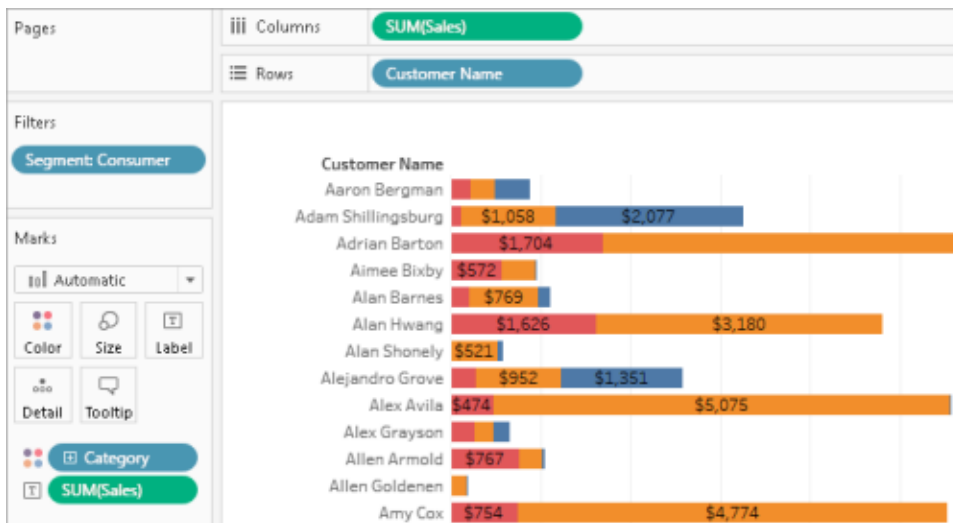 Pages
Columns
SUM(Sales)
Rows
Customer Name
Filters
Segment: Consumer
Marks
Automatic
Color Size Label
Detail Tooltip
Category
SUM(Sales)
Customer Name
Aaron Bergman
Adam Shillingsburg $1,058 $2,077
Adrian Barton $1,704
Aimee Bixby $572
Alan Barnes $769
Alan Hwang $1,626 $3,180
Alan Shonely $521
Alejandro Grove $952 $1,351
Alex Avila $474 $5,075
Alex Grayson
Allen Armold $767
Allen Goldenen
Amy Cox $754 $4,774